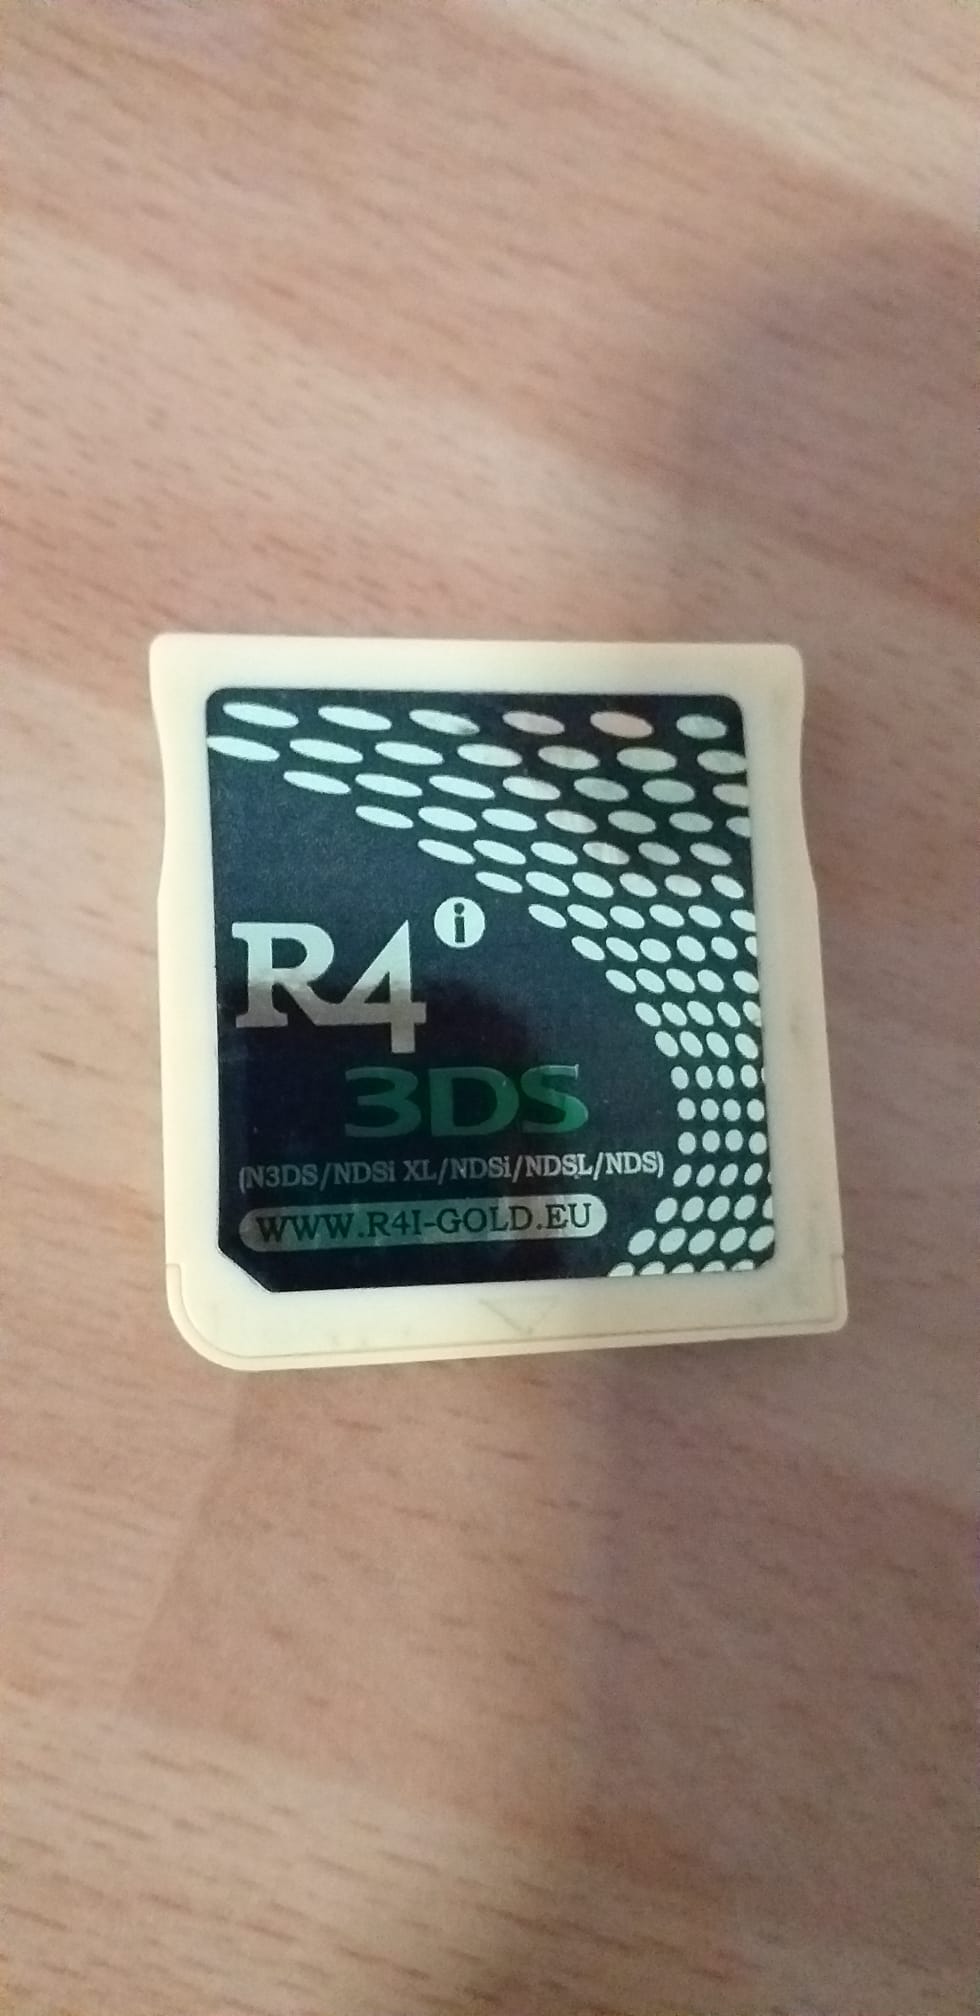 R4i
3DS
(N3DS/NDSi XL/NDSi/NDSL/NDS)
WWW.R4I-GOLD.EU